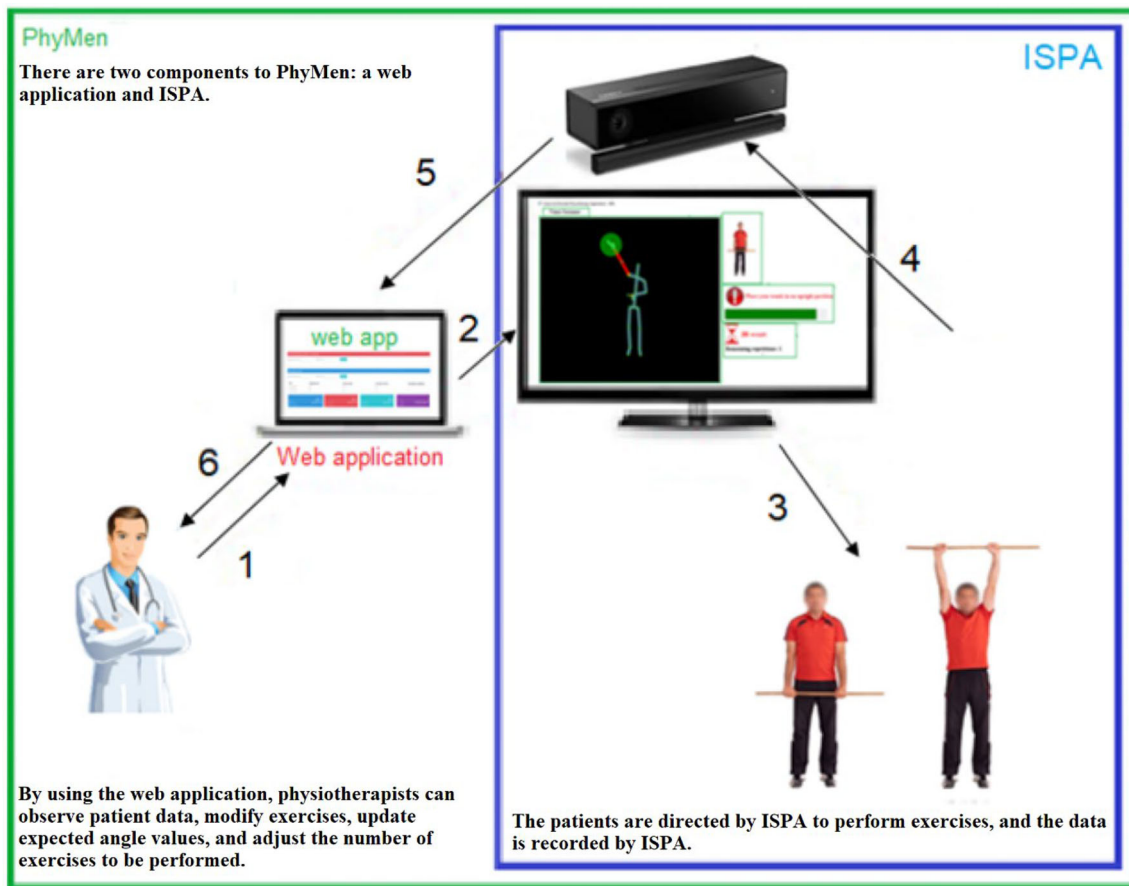 PhyMen
There are two components to PhyMen: a web
application and ISPA.
ISPA
5
4
2
web app
Web application
6
1
3
By using the web application, physiotherapists can
observe patient data, modify exercises, update
expected angle values, and adjust the number of
exercises to be performed.
The patients are directed by ISPA to perform exercises, and the data
is recorded by ISPA.